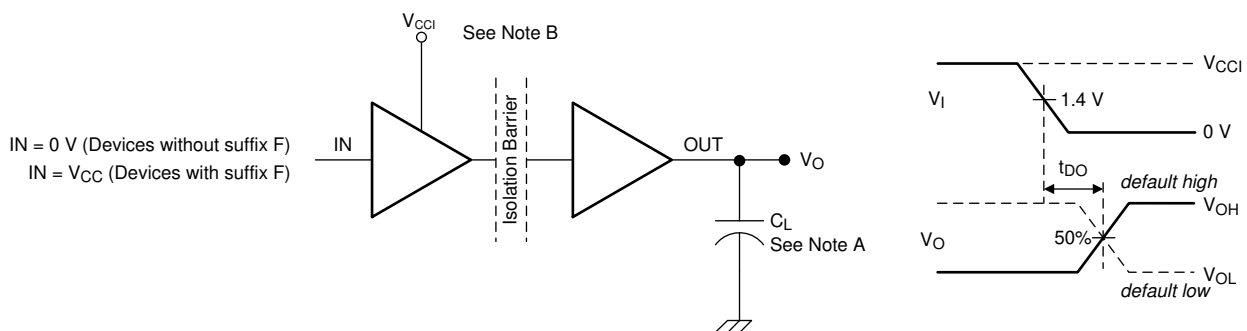 V_CCI
See Note B
IN = 0 V (Devices without suffix F)
IN = V_CC (Devices with suffix F)
IN
Isolation Barrier
OUT
V_O
C_L
See Note A
V_I
V_CCI
1.4 V
0 V
t_DO
default high
V_OH
V_O
50%
V_OL
default low